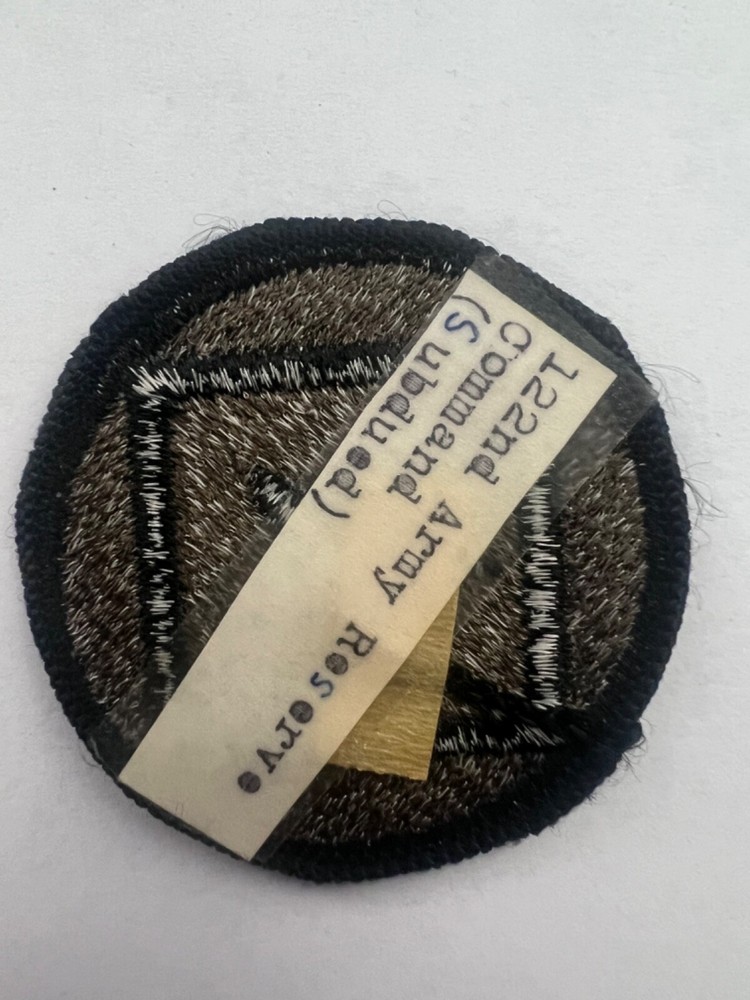 122nd Army Reserve
Command
(Subdued)